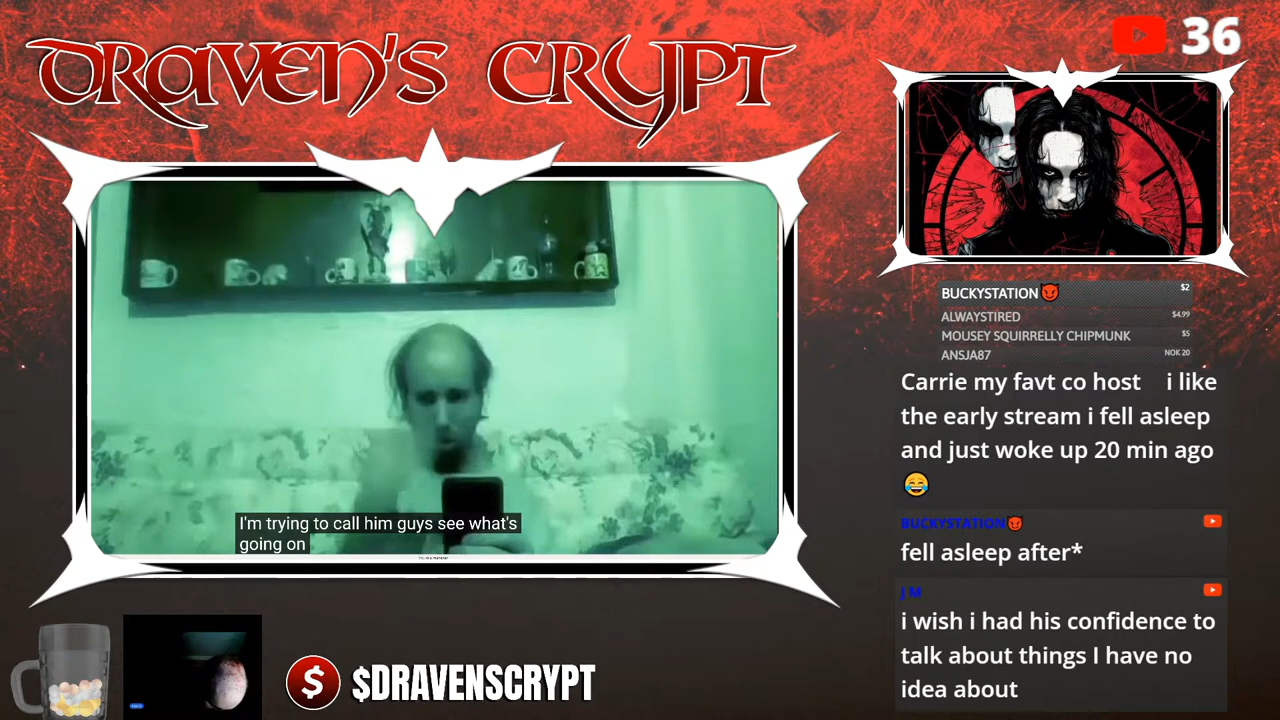 DRAVEN'S CRYPT
36
BUCKYSTATION😈 $2
ALWAYSTIRED $4.99
MOUSEY SQUIRRELLY CHIPMUNK $5
ANSJA87 NOK 20
Carrie my favt co host i like
the early stream i fell asleep
and just woke up 20 min ago
😂
BUCKYSTATION😈
fell asleep after*
J M
i wish i had his confidence to
talk about things I have no
idea about
I'm trying to call him guys see what's
going on
$ $DRAVENSCRYPT